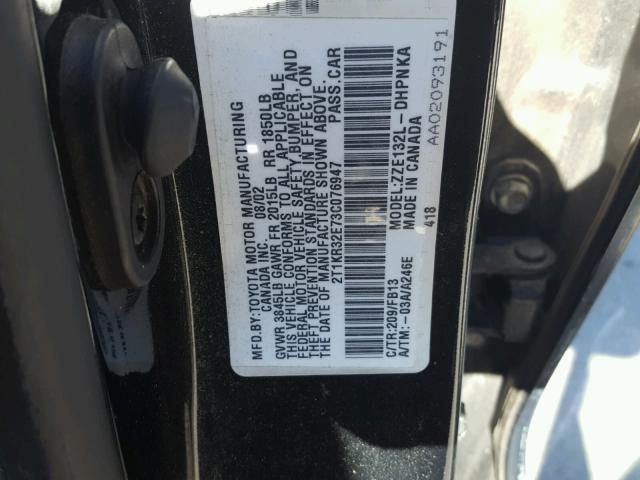 MFD.BY:TOYOTA MOTOR MANUFACTURING
CANADA INC. 08/02
GVWR 3845LB GAWR FR 2015LB RR 1850LB
THIS VEHICLE CONFORMS TO ALL APPLICABLE
FEDERAL MOTOR VEHICLE SAFETY, BUMPER, AND
THEFT PREVENTION STANDARDS IN EFFECT ON
THE DATE OF MANUFACTURE SHOWN ABOVE.
2T1KR32E73C076947 PASS.CAR
C/TR:209/FB13 MODEL:ZZE132L-DHPNKA
A/TM:-03A/A246E MADE IN CANADA
418
AA02093191